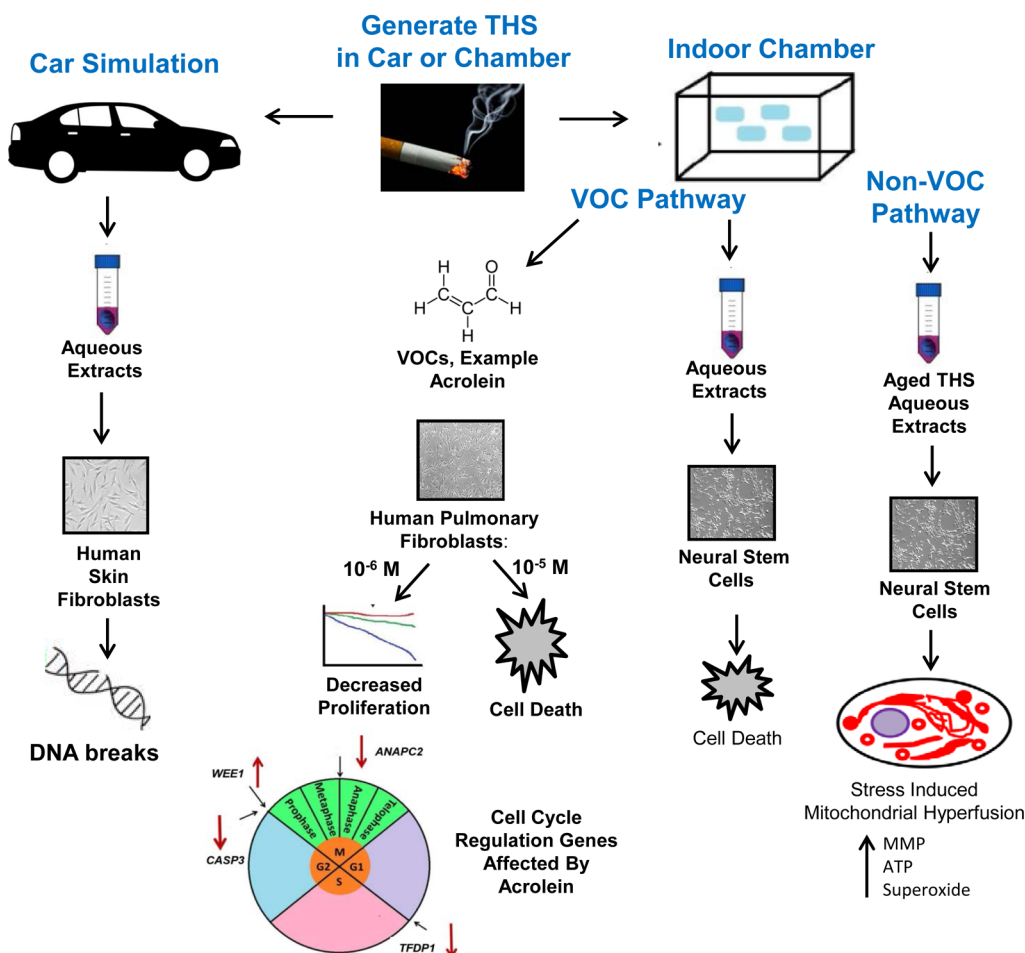 Generate THS
in Car or Chamber
Car Simulation
Indoor Chamber
VOC Pathway
Non-VOC
Pathway
Aqueous
Extracts
Human
Skin
Fibroblasts
DNA breaks
H
O
C
C
C
H
H
H
VOCs, Example
Acrolein
Human Pulmonary
Fibroblasts:
10-6 M
10-5 M
Decreased
Proliferation
Cell Death
Aqueous
Extracts
Neural Stem
Cells
Cell Death
Aged THS
Aqueous
Extracts
Neural Stem
Cells
Stress Induced
Mitochondrial Hyperfusion
MMP
ATP
Superoxide
ANAPC2
WEE1
CASP3
TFDP1
Prophase
Metaphase
Anaphase
Telophase
M
G2
G1
S
Cell Cycle
Regulation Genes
Affected By
Acrolein